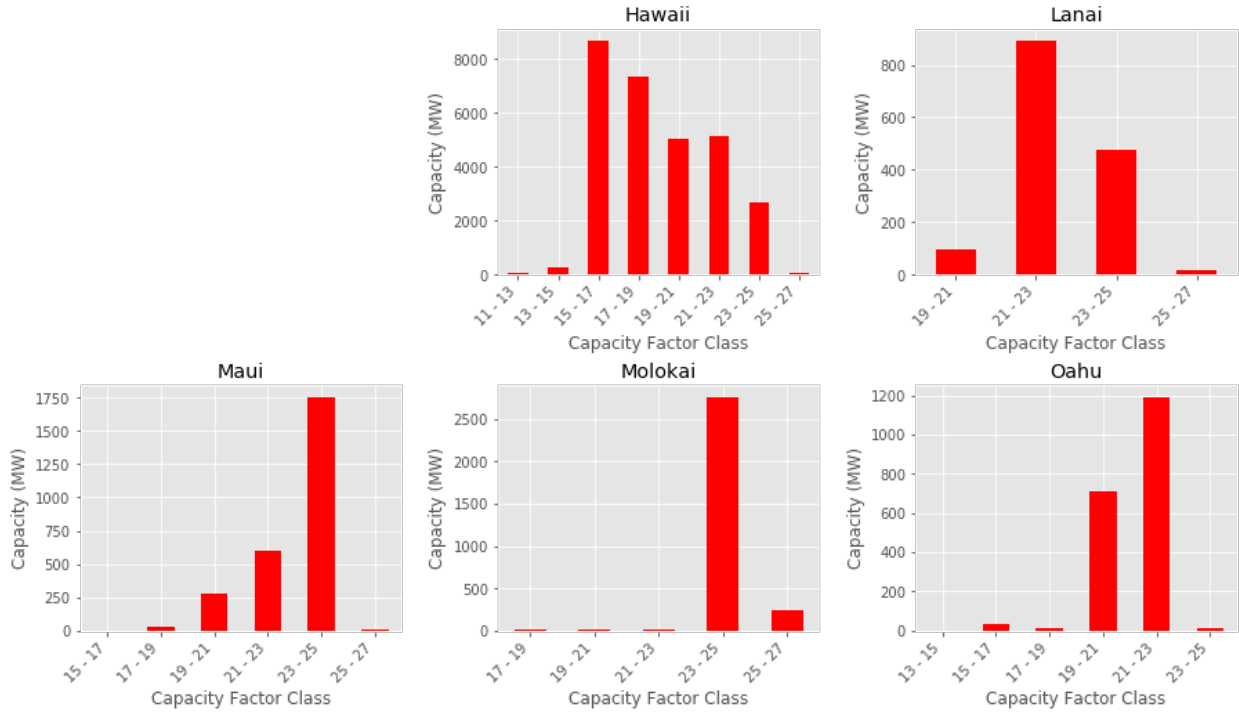 Hawaii
Capacity (MW)
8000
6000
4000
2000
0
11 - 13
13 - 15
15 - 17
17 - 19
19 - 21
21 - 23
23 - 25
25 - 27
Capacity Factor Class
Lanai
Capacity (MW)
800
600
400
200
0
19 - 21
21 - 23
23 - 25
25 - 27
Capacity Factor Class
Maui
Capacity (MW)
1750
1500
1250
1000
750
500
250
0
15 - 17
17 - 19
19 - 21
21 - 23
23 - 25
25 - 27
Capacity Factor Class
Molokai
Capacity (MW)
2500
2000
1500
1000
500
0
17 - 19
19 - 21
21 - 23
23 - 25
25 - 27
Capacity Factor Class
Oahu
Capacity (MW)
1200
1000
800
600
400
200
0
13 - 15
15 - 17
17 - 19
19 - 21
21 - 23
23 - 25
Capacity Factor Class